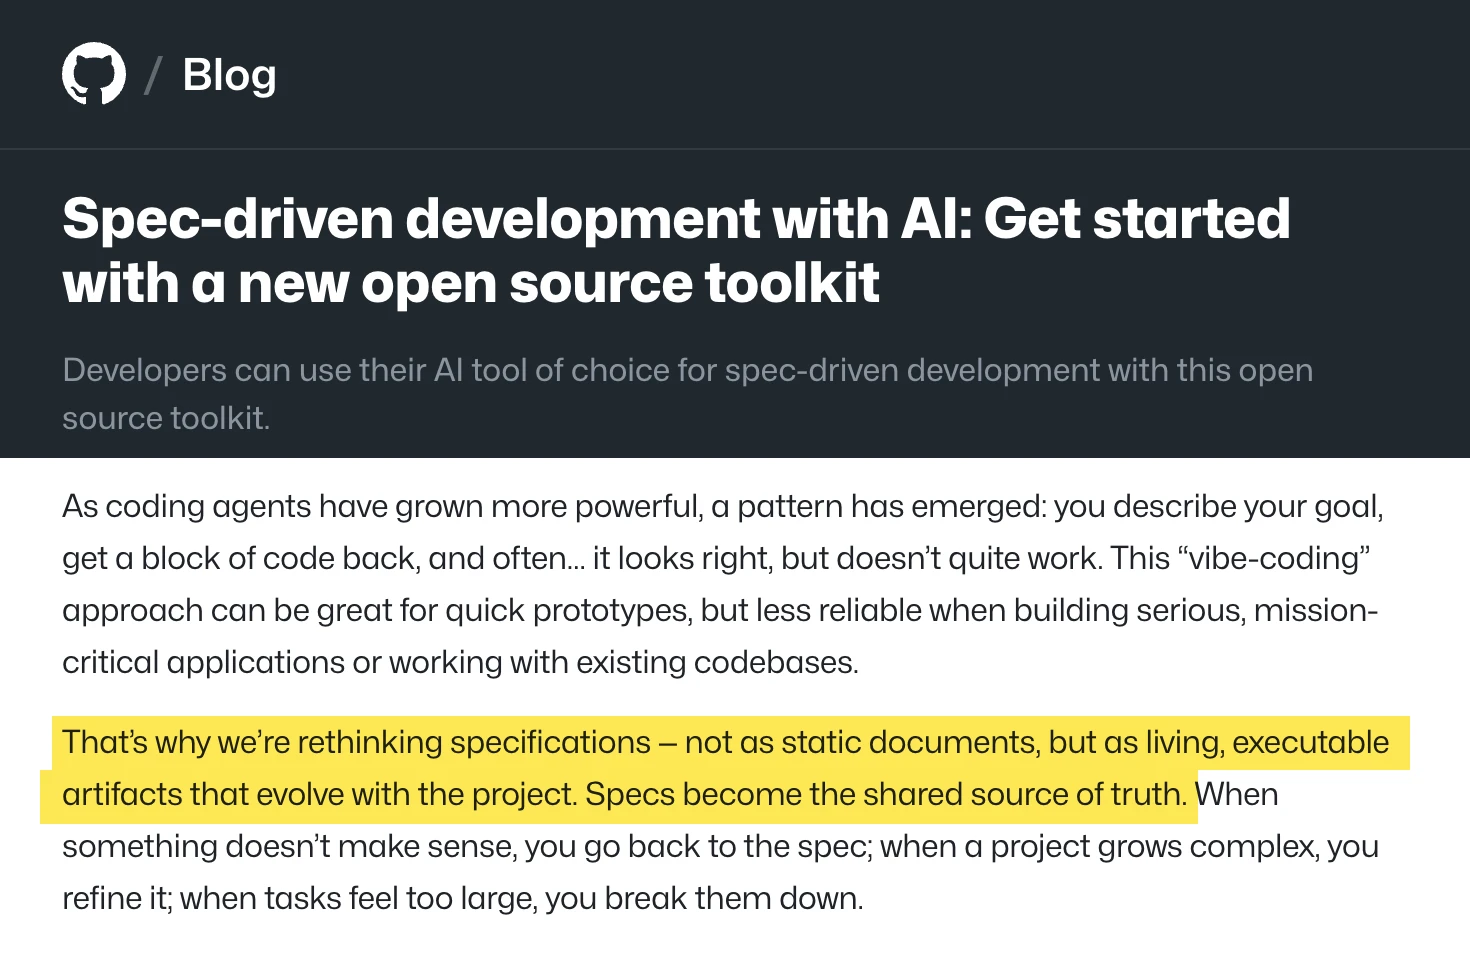 / Blog
Spec-driven development with AI: Get started
with a new open source toolkit
Developers can use their AI tool of choice for spec-driven development with this open
source toolkit.
As coding agents have grown more powerful, a pattern has emerged: you describe your goal,
get a block of code back, and often… it looks right, but doesn’t quite work. This “vibe-coding”
approach can be great for quick prototypes, but less reliable when building serious, mission-
critical applications or working with existing codebases.
That’s why we’re rethinking specifications — not as static documents, but as living, executable
artifacts that evolve with the project. Specs become the shared source of truth. When
something doesn’t make sense, you go back to the spec; when a project grows complex, you
refine it; when tasks feel too large, you break them down.